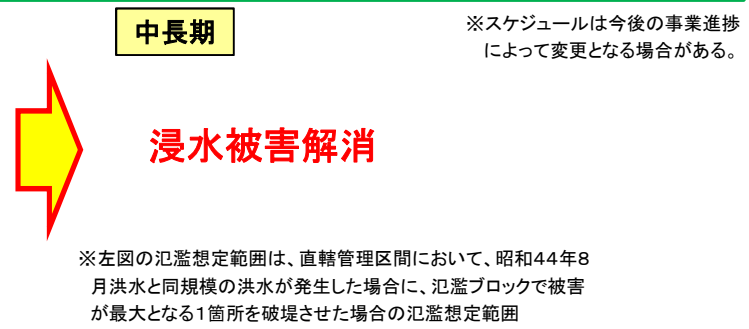 中長期
※スケジュールは今後の事業進捗
によって変更となる場合がある。
浸水被害解消
※左図の氾濫想定範囲は、直轄管理区間において、昭和４４年８
月洪水と同規模の洪水が発生した場合に、氾濫ブロックで被害
が最大となる１箇所を破堤させた場合の氾濫想定範囲